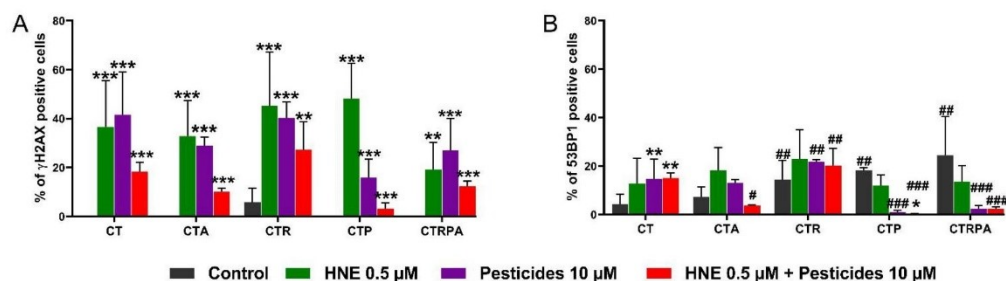 A
% of γH2AX positive cells
80
60
40
20
0
*** *** ***
*** *** ***
*** *** **
*** *** ***
** *** ***
CT CTA CTR CTP CTRPA
B
% of 53BP1 positive cells
80
60
40
20
0
** **
#
## ## ##
## ### ### *
## ### ###
CT CTA CTR CTP CTRPA
Control HNE 0.5 µM Pesticides 10 µM HNE 0.5 µM + Pesticides 10 µM